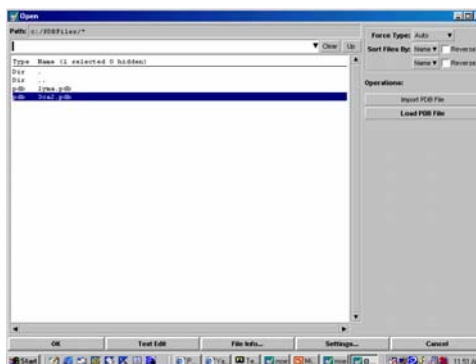 Open
Path: c:/PDBFiles/*
Clear Up
Type Name (1 selected 0 hidden)
Dir .
Dir ..
pdb lyma.pdb
pdb 3ca2.pdb
Force Type: Auto
Sort Files By: Name Reverse
Name Reverse
Operations:
Import PDB File
Load PDB File
OK Text Edit File Info... Settings... Cancel
Start